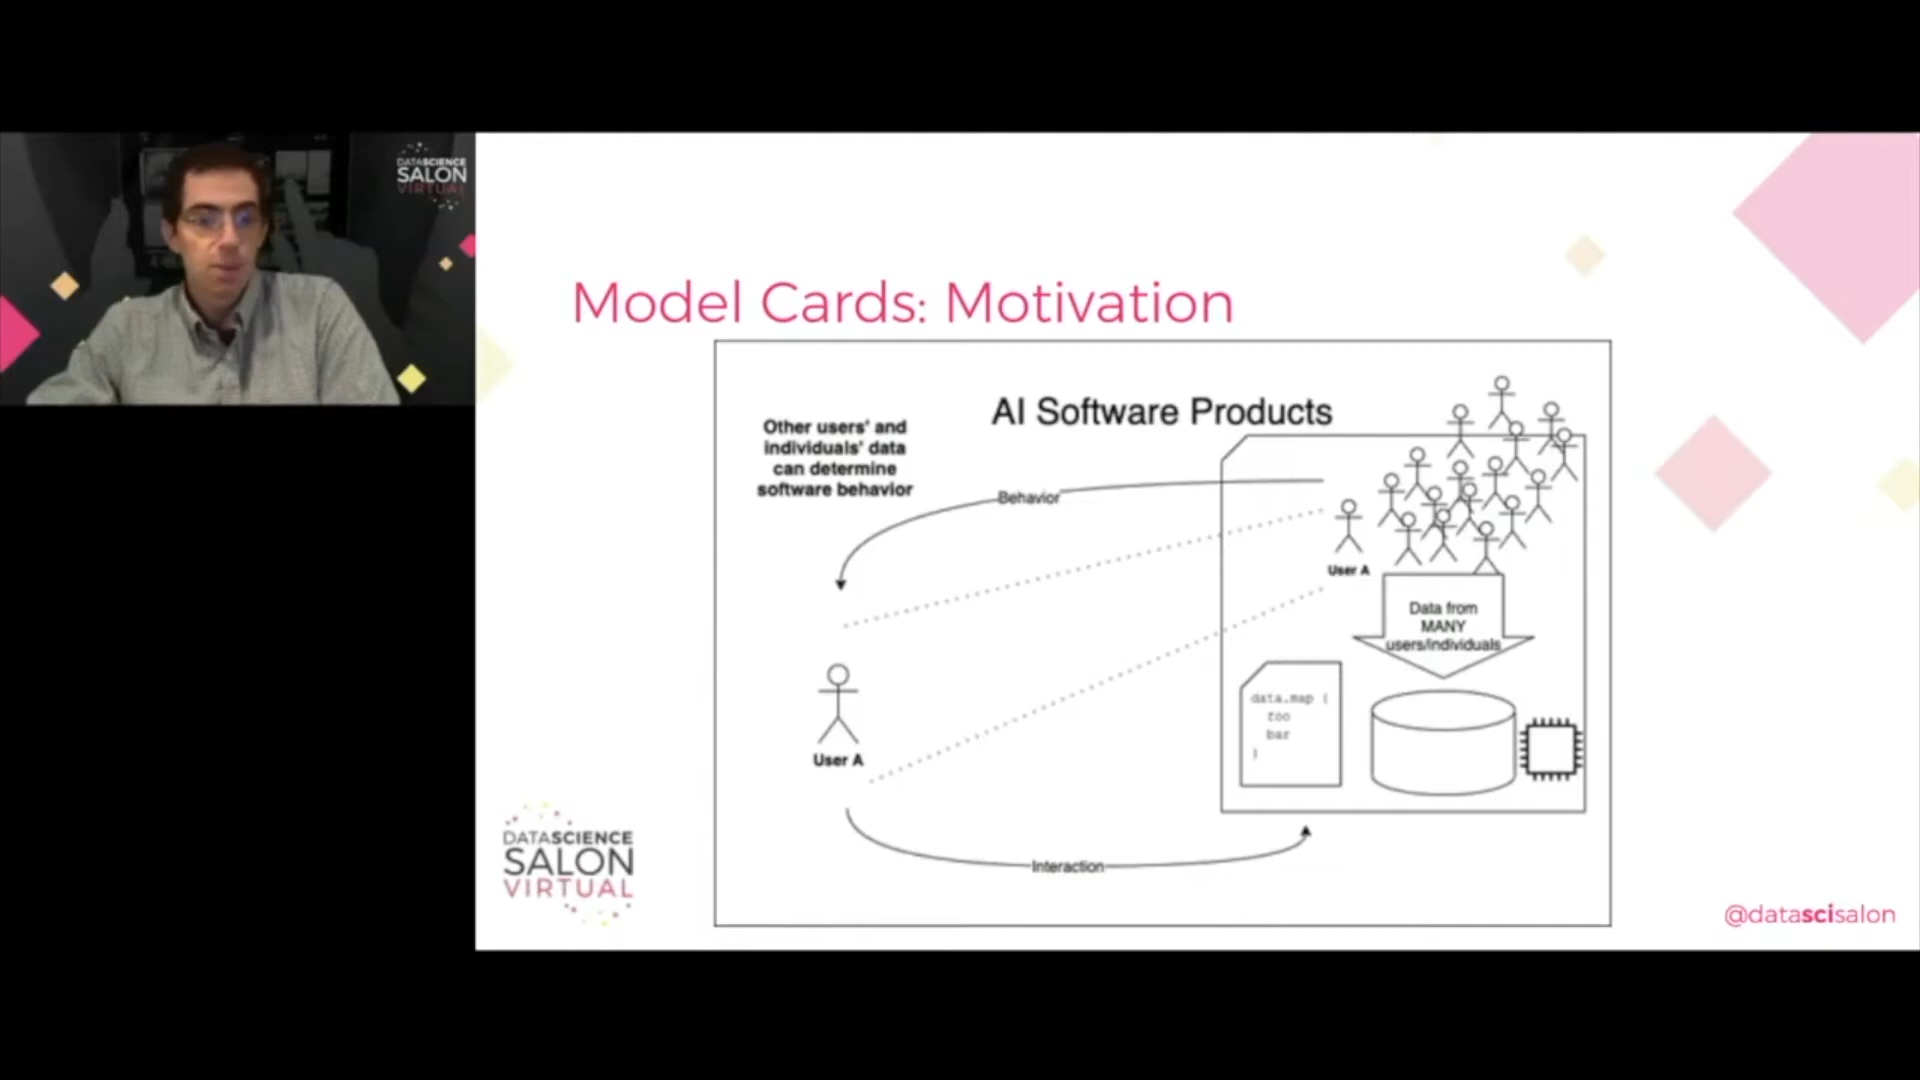 DATASCIENCE
SALON
VIRTUAL
Model Cards: Motivation
AI Software Products
Other users' and
individuals' data
can determine
software behavior
Behavior
User A
Data from
MANY
users/individuals
data.map (
foo
bar
)
User A
Interaction
DATASCIENCE
SALON
VIRTUAL
@datascisalon